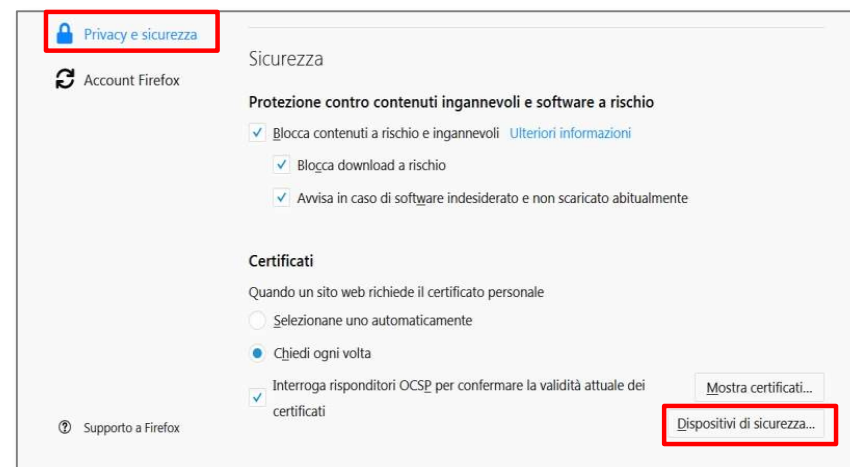 Privacy e sicurezza
Account Firefox
Sicurezza
Protezione contro contenuti ingannevoli e software a rischio
Blocca contenuti a rischio e ingannevoli Ulteriori informazioni
Blocca download a rischio
Avvisa in caso di software indesiderato e non scaricato abitualmente
Certificati
Quando un sito web richiede il certificato personale
Selezionane uno automaticamente
Chiedi ogni volta
Interroga risponditori OCSP per confermare la validità attuale dei
certificati
Mostra certificati...
Dispositivi di sicurezza...
Supporto a Firefox